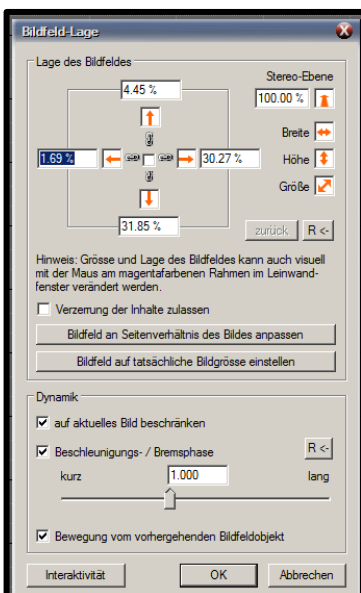 Bildfeld-Lage
Lage des Bildfeldes
Stereo-Ebene
4.45 %
100.00 %
Breite
1.69 %
30.27 %
Höhe
Größe
31.85 %
zurück
R <-
Hinweis: Grösse und Lage des Bildfeldes kann auch visuell
mit der Maus am magentafarbenen Rahmen im Leinwand-
fenster verändert werden.
Verzerrung der Inhalte zulassen
Bildfeld an Seitenverhältnis des Bildes anpassen
Bildfeld auf tatsächliche Bildgrösse einstellen
Dynamik
auf aktuelles Bild beschränken
Beschleunigungs- / Bremsphase
R <-
kurz
1.000
lang
Bewegung vom vorhergehenden Bildfeldobjekt
Interaktivität
OK
Abbrechen